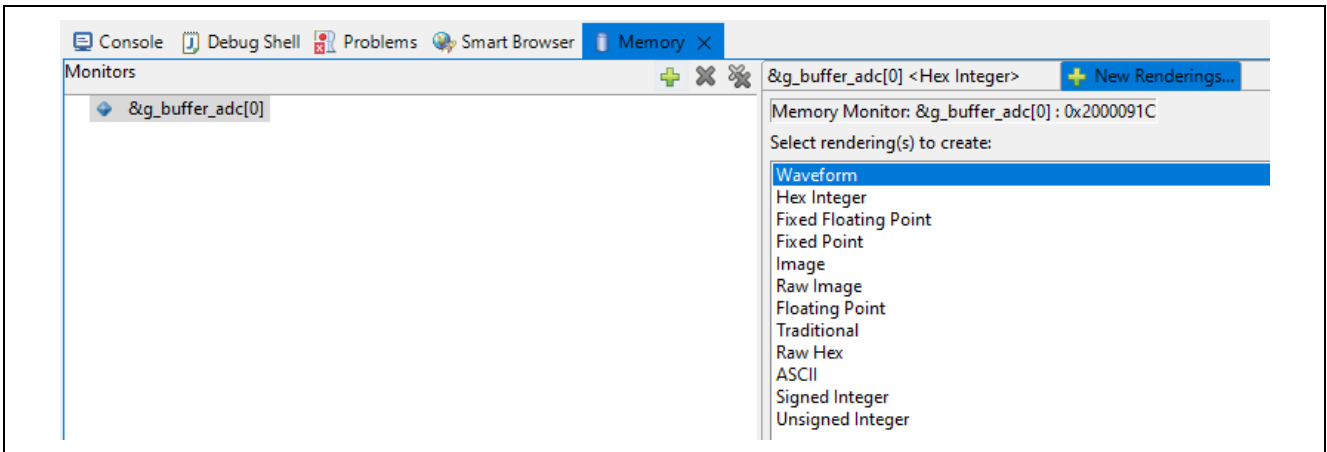 Console Debug Shell Problems Smart Browser Memory
Monitors
&g_buffer_adc[0]
&g_buffer_adc[0] <Hex Integer> New Renderings...
Memory Monitor: &g_buffer_adc[0] : 0x2000091C
Select rendering(s) to create:
Waveform
Hex Integer
Fixed Floating Point
Fixed Point
Image
Raw Image
Floating Point
Traditional
Raw Hex
ASCII
Signed Integer
Unsigned Integer